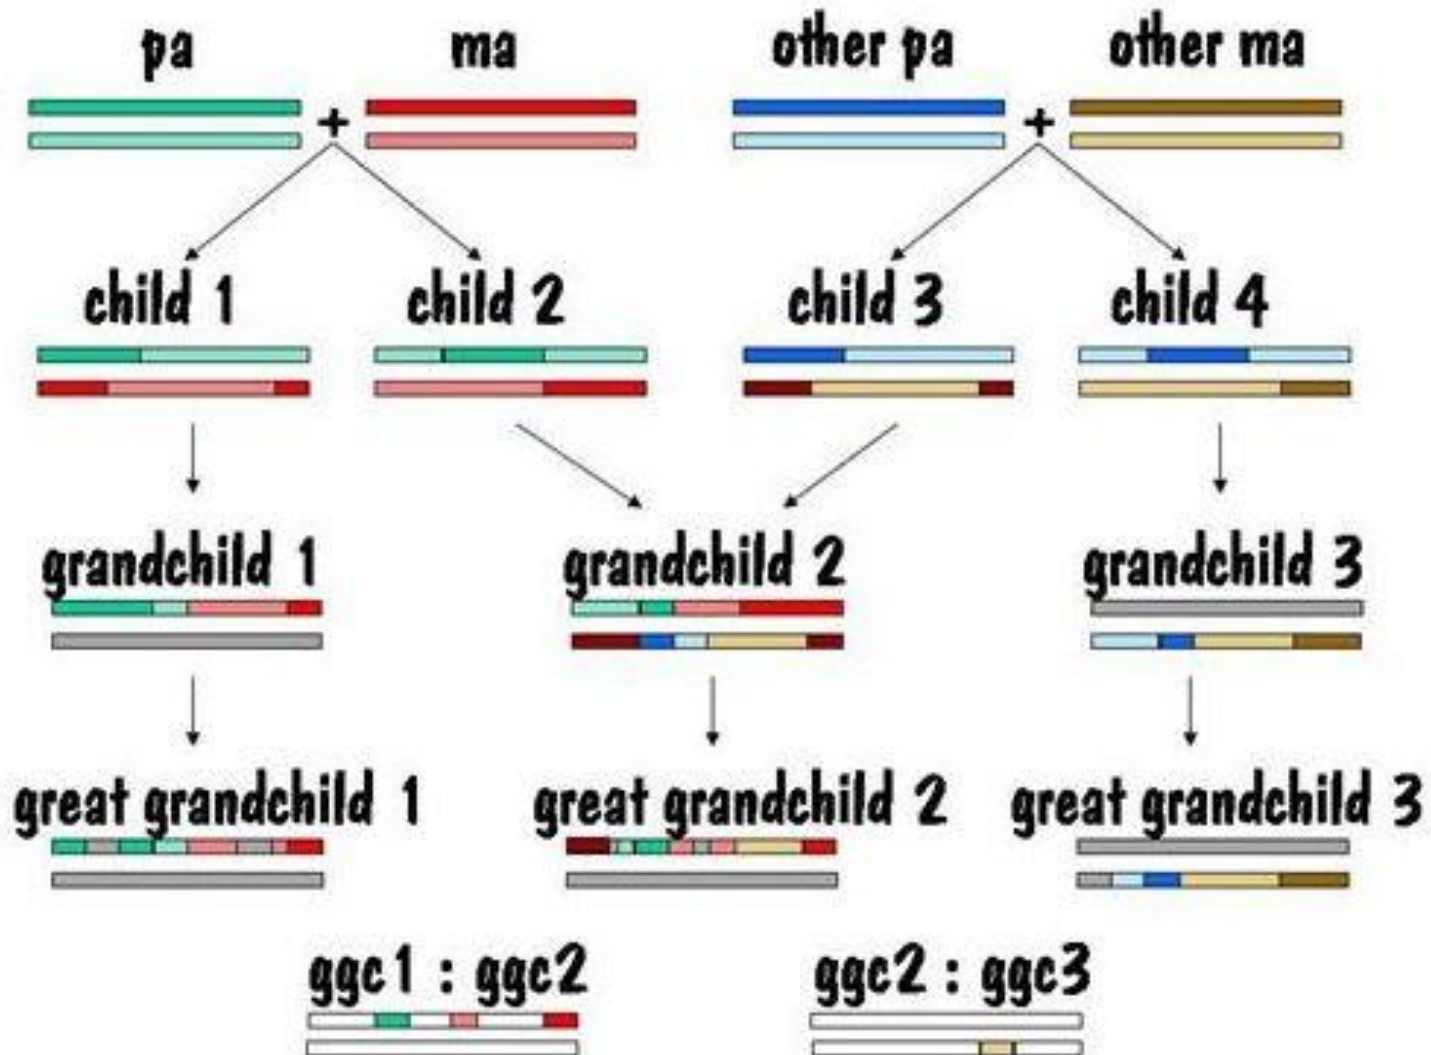 pa ma other pa other ma
+ +
child 1 child 2 child 3 child 4
grandchild 1 grandchild 2 grandchild 3
great grandchild 1 great grandchild 2 great grandchild 3
ggc1 : ggc2 ggc2 : ggc3